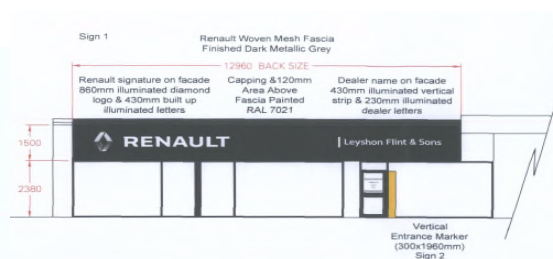 Sign 1
Renault Woven Mesh Fascia
Finished Dark Metallic Grey
12960 BACK SIZE
Renault signature on facade
860mm illuminated diamond
logo & 430mm built up
illuminated letters
Capping &120mm
Area Above
Fascia Painted
RAL 7021
Dealer name on facade
430mm illuminated vertical
strip & 230mm illuminated
dealer letters
1500
RENAULT
Leyshon Flint & Sons
2380
Vertical
Entrance Marker
(300x1960mm)
Sign 2